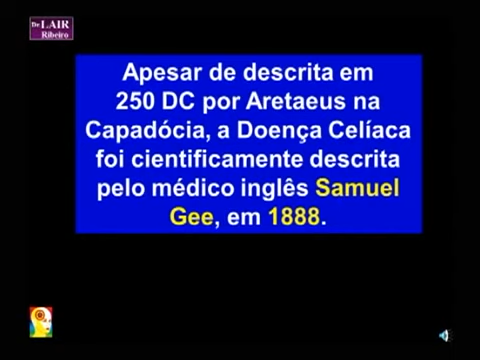 Dr. LAIR
Ribeiro
Apesar de descrita em
250 DC por Aretaeus na
Capadócia, a Doença Celíaca
foi cientificamente descrita
pelo médico inglês Samuel
Gee, em 1888.